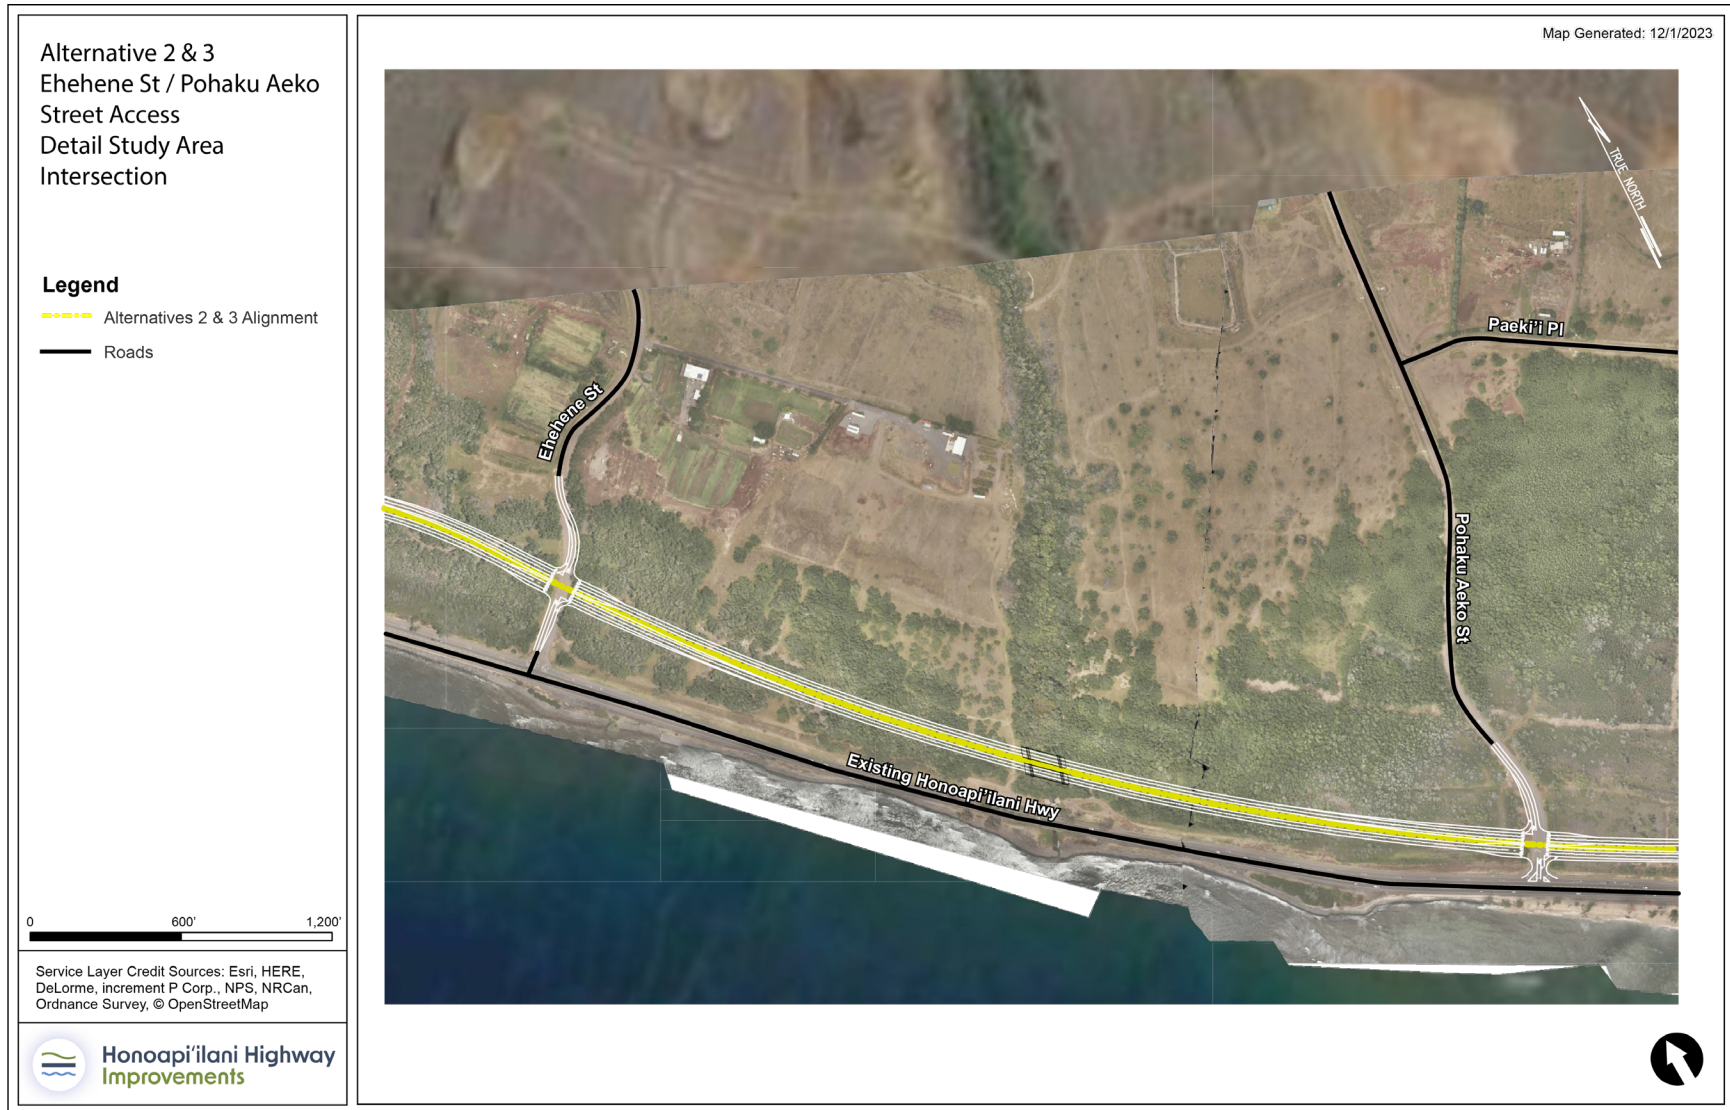 Alternative 2 & 3
Ehehene St / Pohaku Aeko
Street Access
Detail Study Area
Intersection
Legend
Alternatives 2 & 3 Alignment
Roads
0 600' 1,200'
Service Layer Credit Sources: Esri, HERE,
DeLorme, increment P Corp., NPS, NRCan,
Ordnance Survey, © OpenStreetMap
Honoapiʻilani Highway
Improvements
Map Generated: 12/1/2023
TRUE NORTH
Paeki'i Pl
Ehehene St
Pohaku Aeko St
Existing Honoapi'ilani Hwy